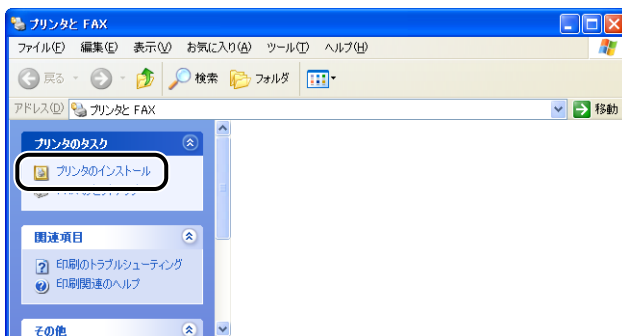 プリンタと FAX
ファイル(F) 編集(E) 表示(V) お気に入り(A) ツール(T) ヘルプ(H)
戻る 検索 フォルダ
アドレス(D) プリンタと FAX 移動
プリンタのタスク
プリンタのインストール
関連項目
印刷のトラブルシューティング
印刷関連のヘルプ
その他